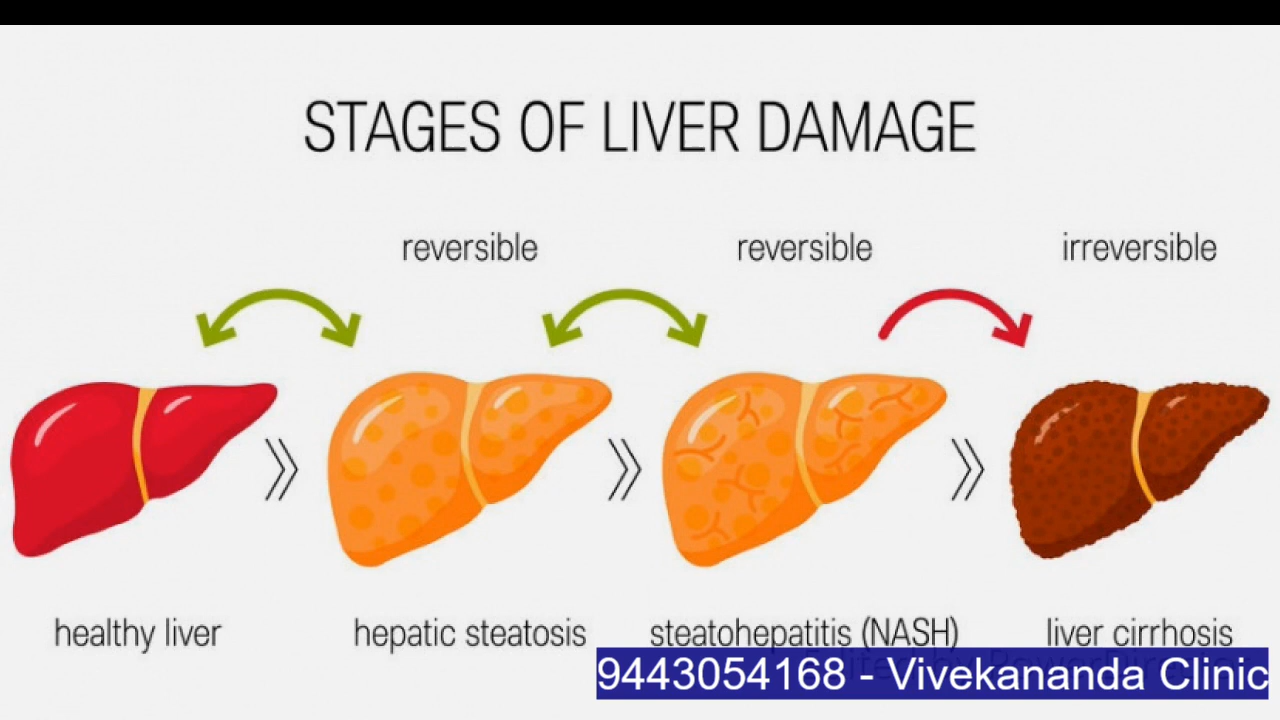 STAGES OF LIVER DAMAGE
reversible
reversible
irreversible
healthy liver
hepatic steatosis
steatohepatitis (NASH)
liver cirrhosis
9443054168 - Vivekananda Clinic